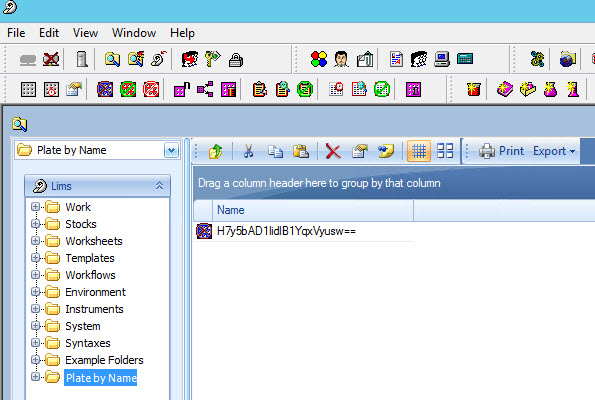 File Edit View Window Help
Plate by Name
Print Export
Lims
Drag a column header here to group by that column
Name
H7y5bAD1lidIB1YqxVyusw==
Work
Stocks
Worksheets
Templates
Workflows
Environment
Instruments
System
Syntaxes
Example Folders
Plate by Name